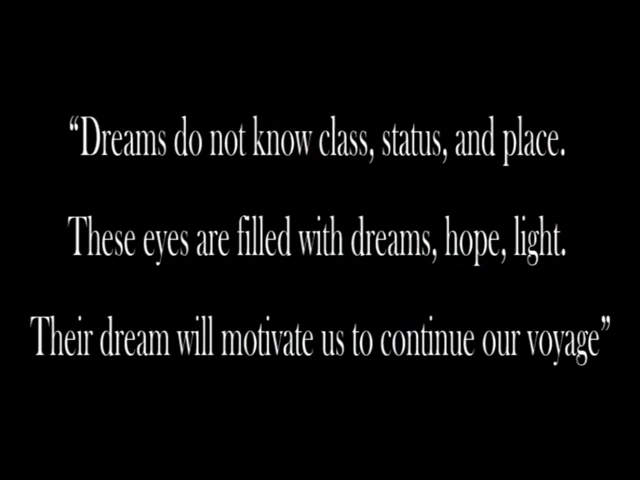 “Dreams do not know class, status, and place.
These eyes are filled with dreams, hope, light.
Their dream will motivate us to continue our voyage”